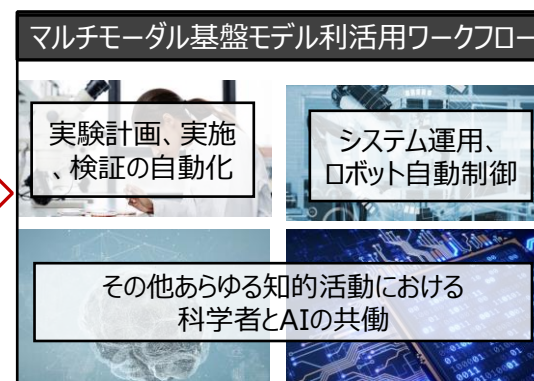 マルチモーダル基盤モデル利活用ワークフロー
実験計画、実施
、検証の自動化
システム運用、
ロボット自動制御
その他あらゆる知的活動における
科学者とAIの共働